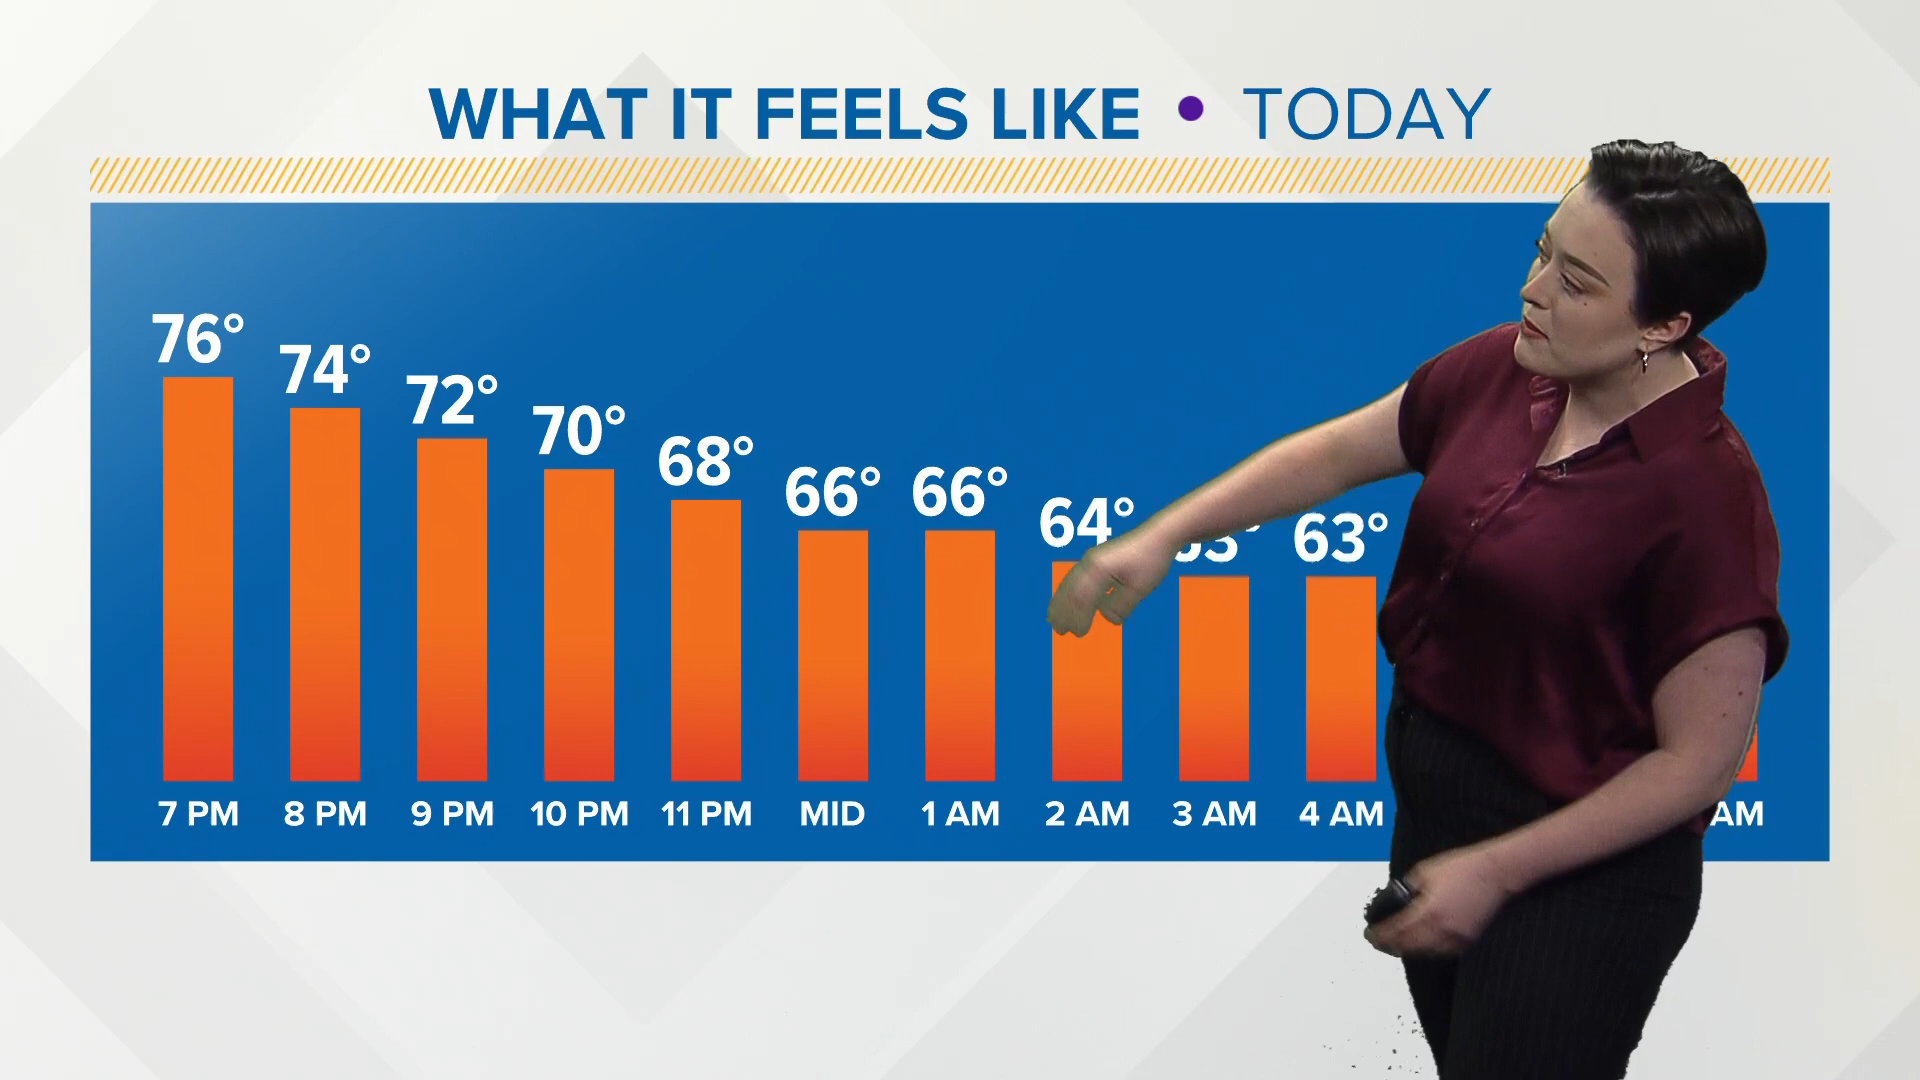 WHAT IT FEELS LIKE • TODAY
76° 74° 72° 70° 68° 66° 66° 64° 63° 63°
7 PM 8 PM 9 PM 10 PM 11 PM MID 1 AM 2 AM 3 AM 4 AM AM